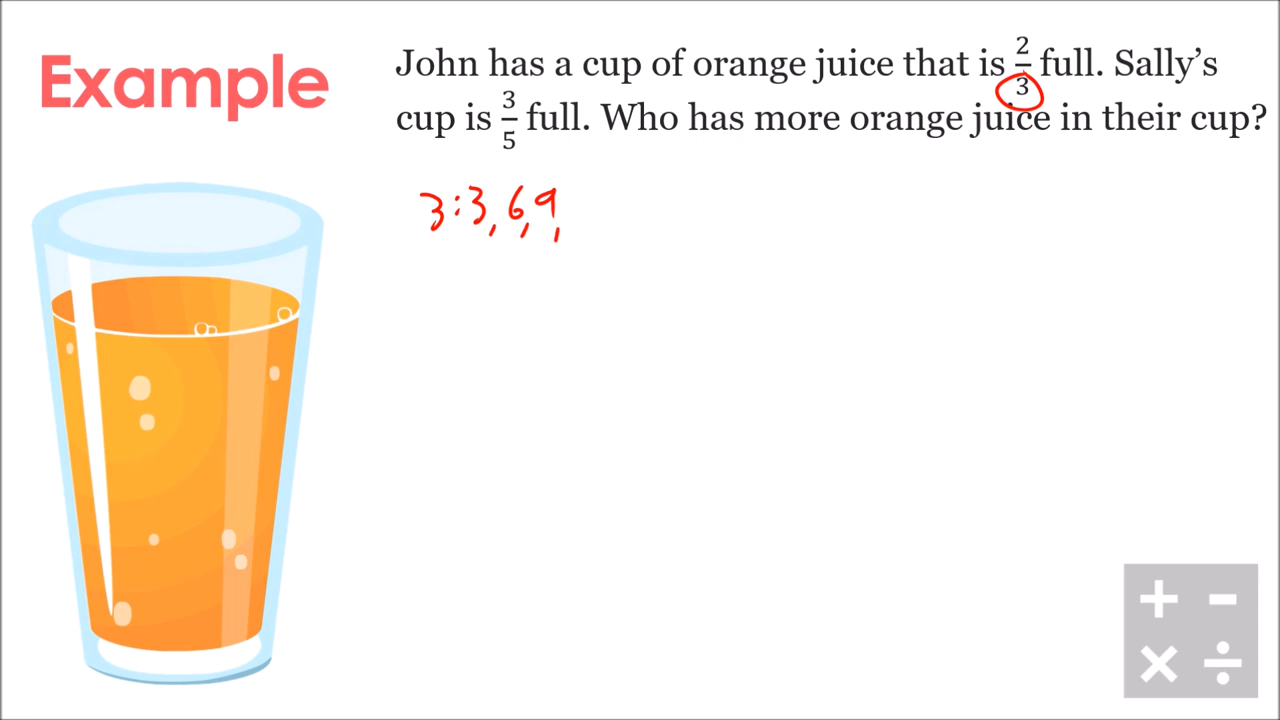 Example
John has a cup of orange juice that is 2/3 full. Sally’s
cup is 3/5 full. Who has more orange juice in their cup?
3:3, 6, 9,
+ -
× ÷